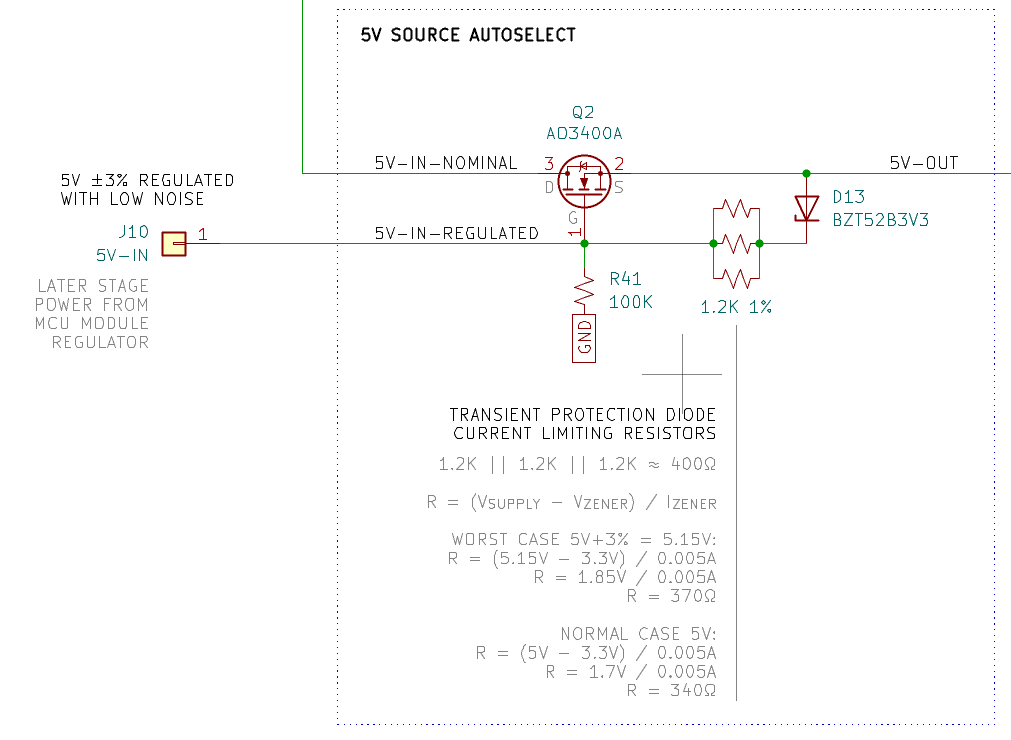 5V SOURCE AUTOSELECT
Q2
AO3400A
5V-IN-NOMINAL
3
2
5V-OUT
D
S
G
1
5V ±3% REGULATED
WITH LOW NOISE
J10
1
5V-IN
5V-IN-REGULATED
D13
BZT52B3V3
LATER STAGE
POWER FROM
MCU MODULE
REGULATOR
R41
100K
GND
1.2K 1%
TRANSIENT PROTECTION DIODE
CURRENT LIMITING RESISTORS
1.2K || 1.2K || 1.2K ≈ 400Ω
R = (VSUPPLY - VZENER) / IZENER
WORST CASE 5V+3% = 5.15V:
R = (5.15V - 3.3V) / 0.005A
R = 1.85V / 0.005A
R = 370Ω
NORMAL CASE 5V:
R = (5V - 3.3V) / 0.005A
R = 1.7V / 0.005A
R = 340Ω